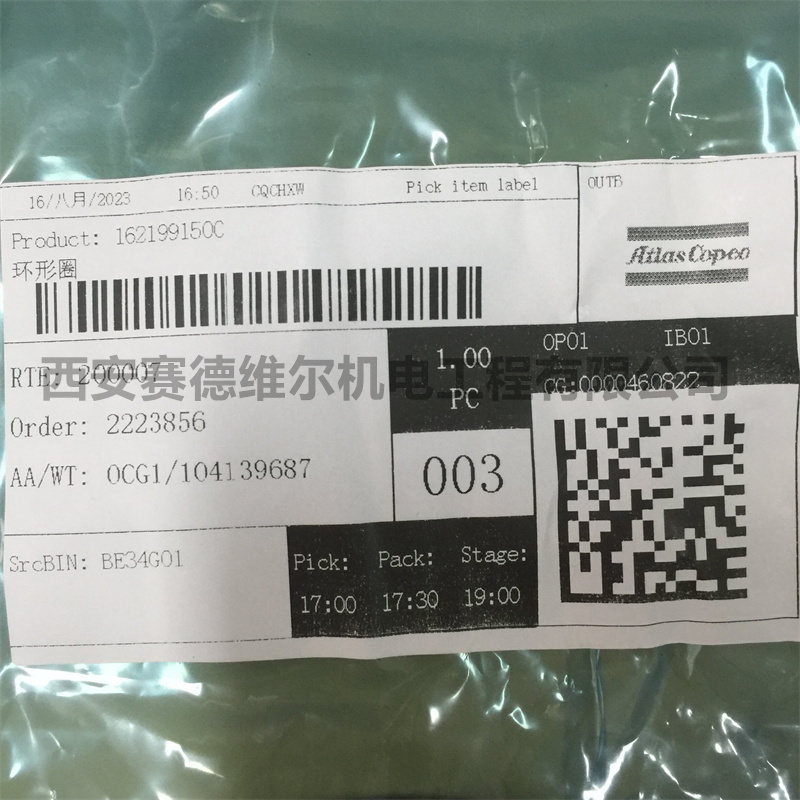 16/八月/2023 16:50 CQCHXW Pick item label OUTB
Product: 162199150C
环形圈
Atlas Copco
西安赛德维尔机电工程有限公司
RTE: 200007
1.00
PC
OP01 IB01
CG:0000460822
Order: 2223856
AA/WT: OCG1/104139687
003
SrcBIN: BE34G01
Pick: Pack: Stage:
17:00 17:30 19:00